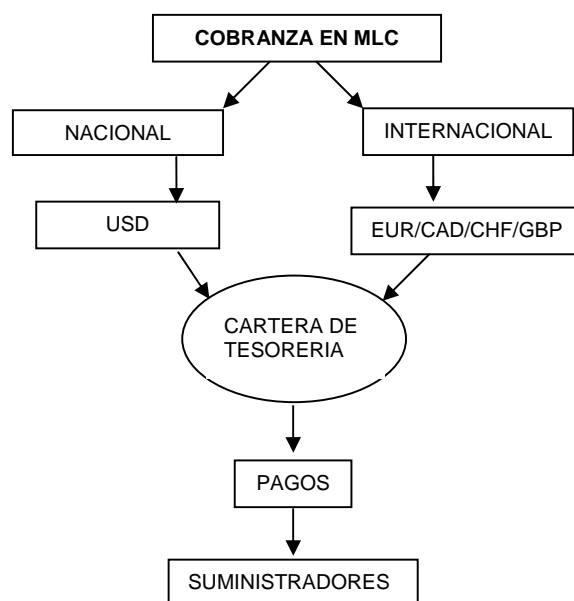 COBRANZA EN MLC
NACIONAL
INTERNACIONAL
USD
EUR/CAD/CHF/GBP
CARTERA DE
TESORERIA
PAGOS
SUMINISTRADORES